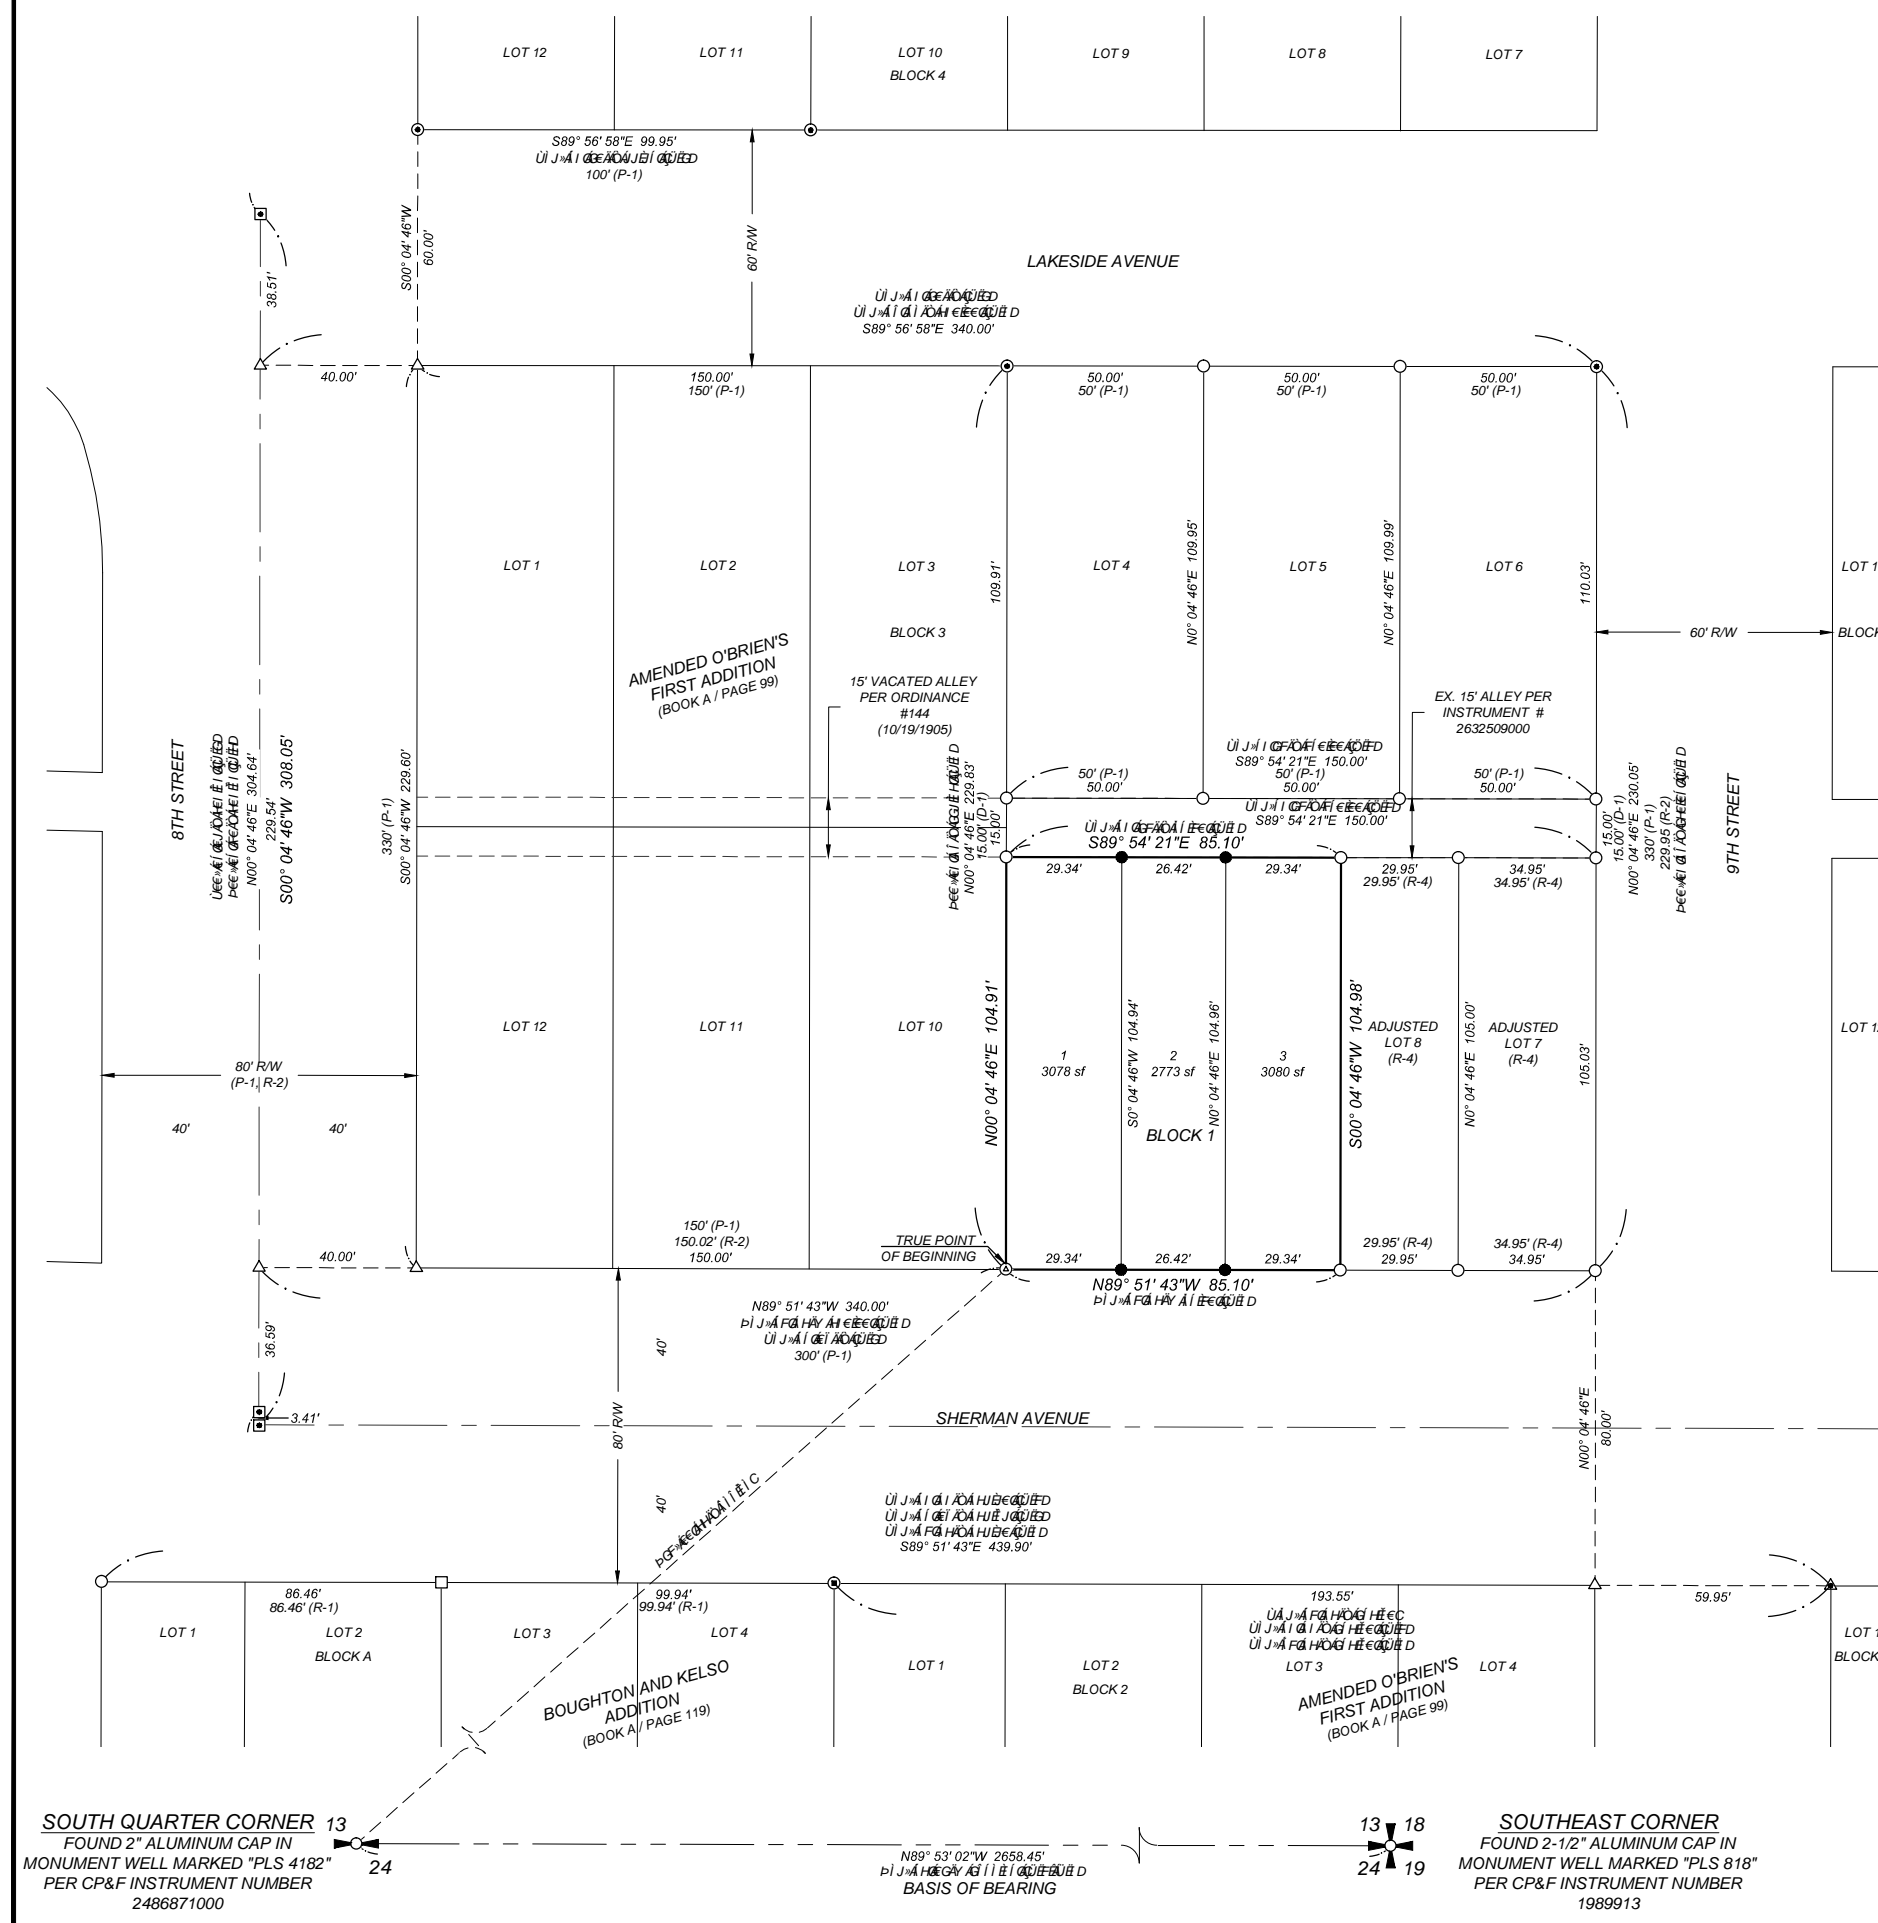 LOT 12
LOT 11
LOT 10
BLOCK 4
LOT 9
LOT 8
LOT 7
S89° 56' 58"E 99.95'
100' (P-1)
S00° 04' 46"W
60.00'
60' R/W
38.51'
LAKESIDE AVENUE
S89° 56' 58"E 340.00'
40.00'
150.00'
150' (P-1)
50.00'
50' (P-1)
50.00'
50' (P-1)
50.00'
50' (P-1)
LOT 1
LOT 2
LOT 3
BLOCK 3
109.91'
LOT 4
N0° 04' 46"E 109.95'
LOT 5
N0° 04' 46"E 109.99'
LOT 6
110.03'
60' R/W
LOT 1
BLOCK
AMENDED O'BRIEN'S
FIRST ADDITION
(BOOK A / PAGE 99)
15' VACATED ALLEY
PER ORDINANCE
#144
(10/19/1905)
EX. 15' ALLEY PER
INSTRUMENT #
2632509000
8TH STREET
N00° 04' 46"E 304.64'
229.54'
S00° 04' 46"W 308.05'
330' (P-1)
S00° 04' 46"W 229.60'
N00° 04' 46"E 229.83'
15.00' (D-1)
15.00'
S89° 54' 21"E 150.00'
50' (P-1)
50.00'
50' (P-1)
50.00'
50' (P-1)
50.00'
S89° 54' 21"E 150.00'
S89° 54' 21"E 85.10'
29.34'
26.42'
29.34'
29.95'
29.95' (R-4)
34.95'
34.95' (R-4)
15.00'
15.00' (D-1)
N00° 04' 46"E 230.05'
330' (P-1)
229.95 (R-2)
9TH STREET
LOT 12
LOT 11
LOT 10
N00° 04' 46"E 104.91'
1
3078 sf
S0° 04' 46"W 104.94'
2
2773 sf
N0° 04' 46"E 104.96'
3
3080 sf
S00° 04' 46"W 104.98'
BLOCK 1
ADJUSTED
LOT 8
(R-4)
N0° 04' 46"E 105.00'
ADJUSTED
LOT 7
(R-4)
105.03'
80' R/W
(P-1, R-2)
40'
40'
40.00'
150' (P-1)
150.02' (R-2)
150.00'
TRUE POINT
OF BEGINNING
29.34'
26.42'
29.34'
29.95' (R-4)
29.95'
34.95' (R-4)
34.95'
N89° 51' 43"W 85.10'
N89° 51' 43"W 340.00'
300' (P-1)
36.59'
3.41'
40'
80' R/W
40'
SHERMAN AVENUE
N00° 04' 46"E
80.00'
S89° 51' 43"E 439.90'
86.46'
86.46' (R-1)
99.94'
99.94' (R-1)
193.55'
59.95'
LOT 1
LOT 2
BLOCK A
LOT 3
LOT 4
LOT 1
LOT 2
BLOCK 2
LOT 3
LOT 4
LOT 1
BLOCK
BOUGHTON AND KELSO
ADDITION
(BOOK A / PAGE 119)
AMENDED O'BRIEN'S
FIRST ADDITION
(BOOK A / PAGE 99)
SOUTH QUARTER CORNER
FOUND 2" ALUMINUM CAP IN
MONUMENT WELL MARKED "PLS 4182"
PER CP&F INSTRUMENT NUMBER
2486871000
13
24
N89° 53' 02"W 2658.45'
BASIS OF BEARING
13 18
24 19
SOUTHEAST CORNER
FOUND 2-1/2" ALUMINUM CAP IN
MONUMENT WELL MARKED "PLS 818"
PER CP&F INSTRUMENT NUMBER
1989913